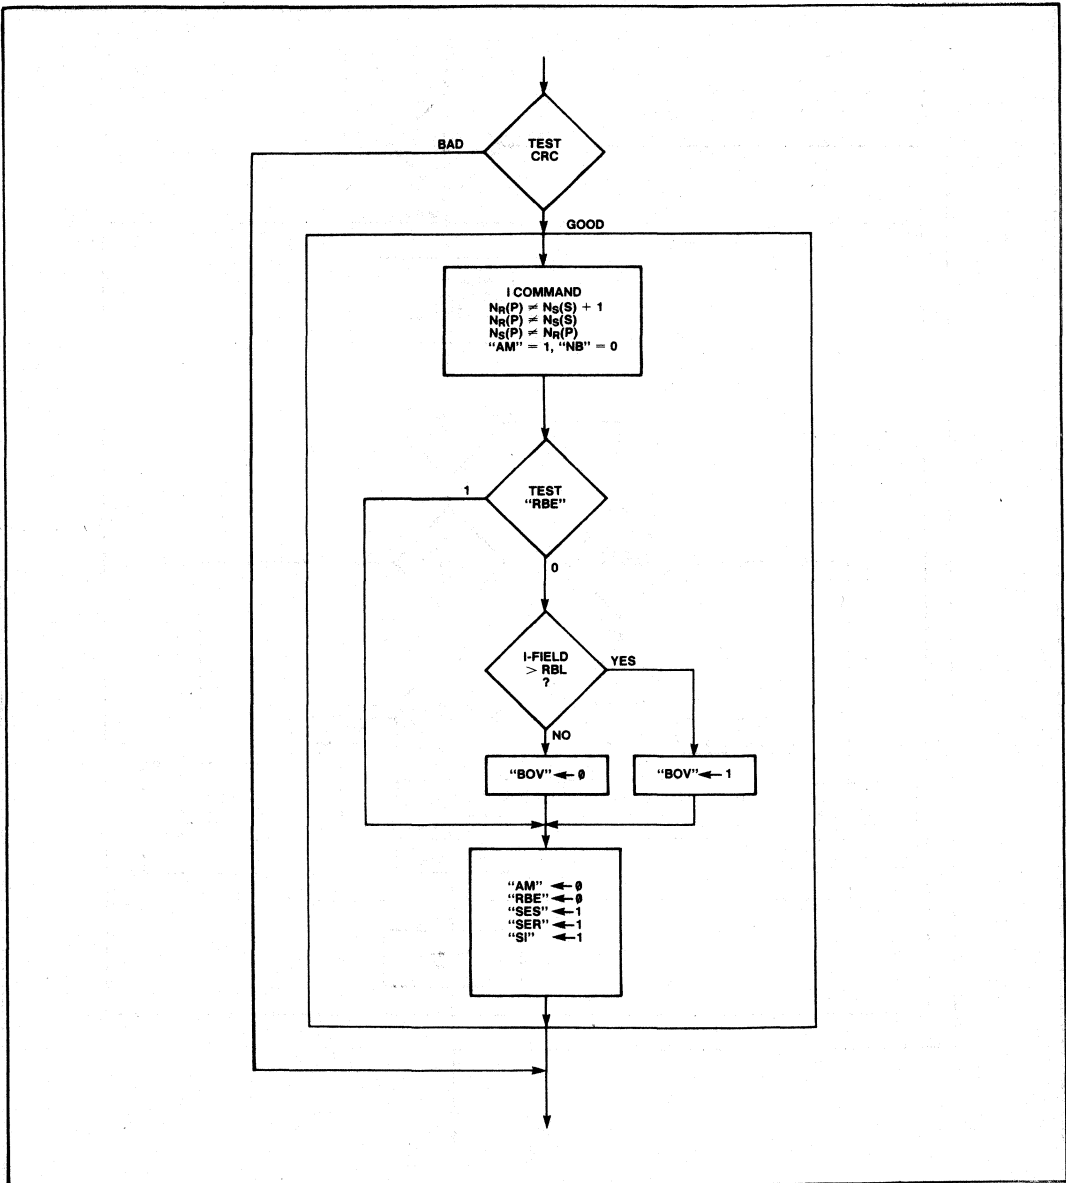 BAD
TEST
CRC
GOOD
I COMMAND
NR(P) ≠ NS(S) + 1
NR(P) ≠ NS(S)
NS(P) ≠ NR(P)
“AM” = 1, “NB” = 0
1
TEST
“RBE”
0
I-FIELD
> RBL
?
YES
NO
“BOV” ← 0
“BOV” ← 1
“AM” ← 0
“RBE” ← 0
“SES” ← 1
“SER” ← 1
“SI” ← 1